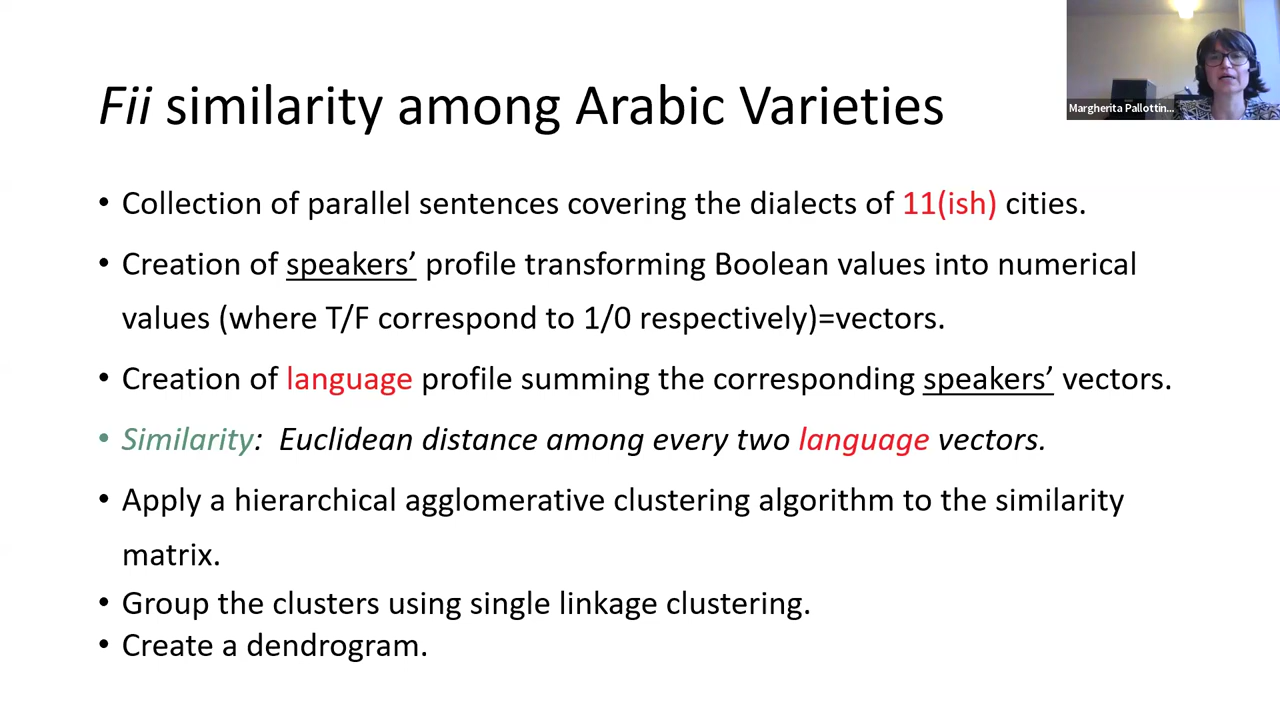 Fii similarity among Arabic Varieties
Margherita Pallottin...
• Collection of parallel sentences covering the dialects of 11(ish) cities.
• Creation of speakers’ profile transforming Boolean values into numerical
values (where T/F correspond to 1/0 respectively)=vectors.
• Creation of language profile summing the corresponding speakers’ vectors.
• Similarity: Euclidean distance among every two language vectors.
• Apply a hierarchical agglomerative clustering algorithm to the similarity
matrix.
• Group the clusters using single linkage clustering.
• Create a dendrogram.